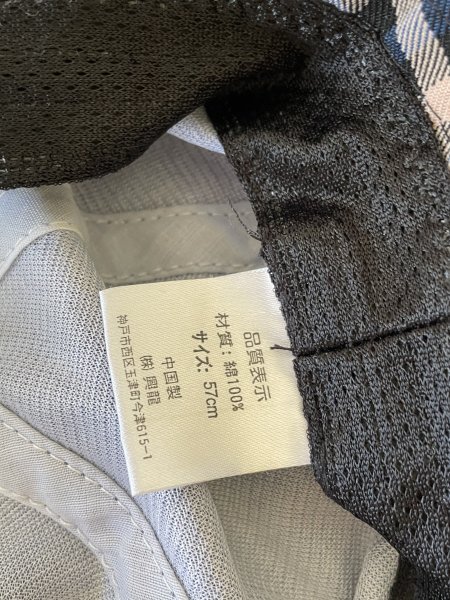 品質表示
材質：綿100%
サイズ：57cm
中国製
㈱ 興龍
神戸市西区玉津町今津615-1